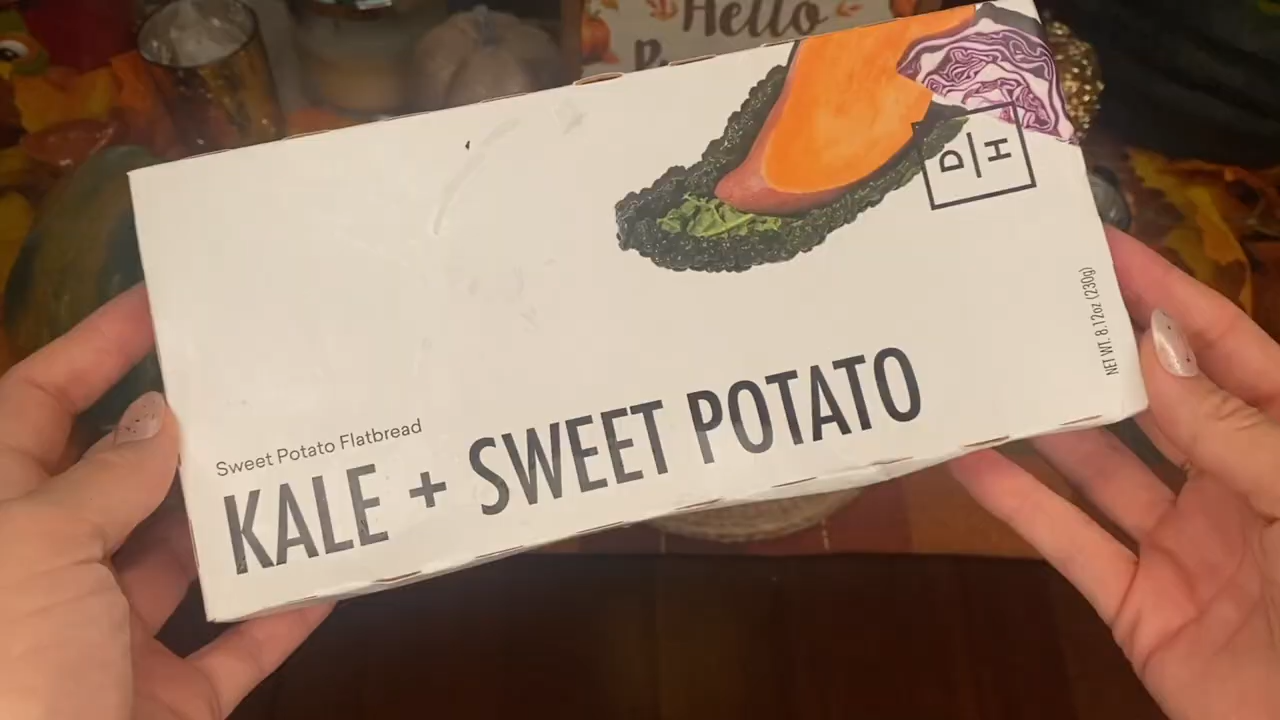 Hello
D
H
NET WT. 8.12oz (230g)
Sweet Potato Flatbread
KALE + SWEET POTATO